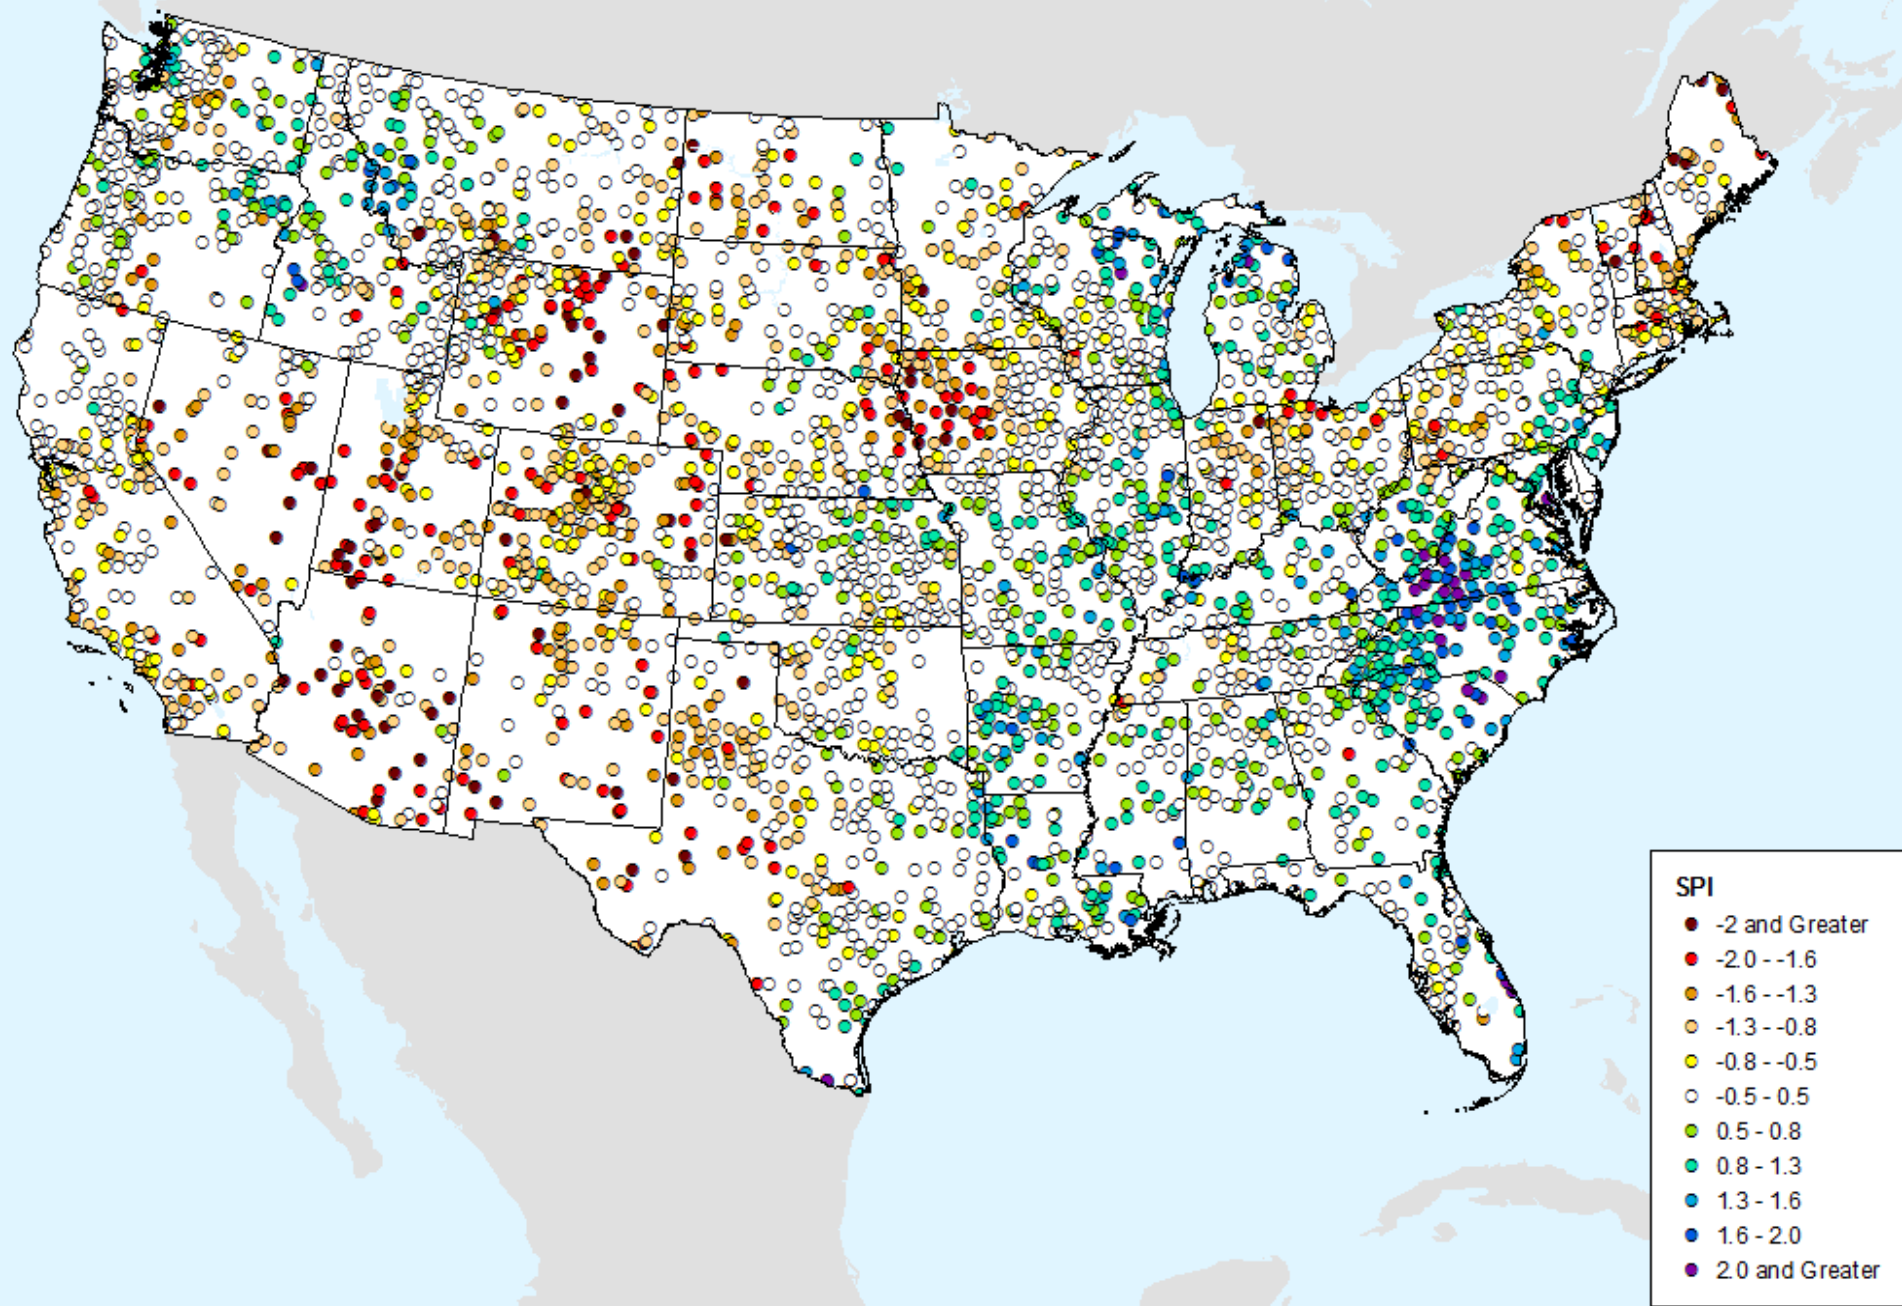 SPI
-2 and Greater
-2.0 - -1.6
-1.6 - -1.3
-1.3 - -0.8
-0.8 - -0.5
-0.5 - 0.5
0.5 - 0.8
0.8 - 1.3
1.3 - 1.6
1.6 - 2.0
2.0 and Greater